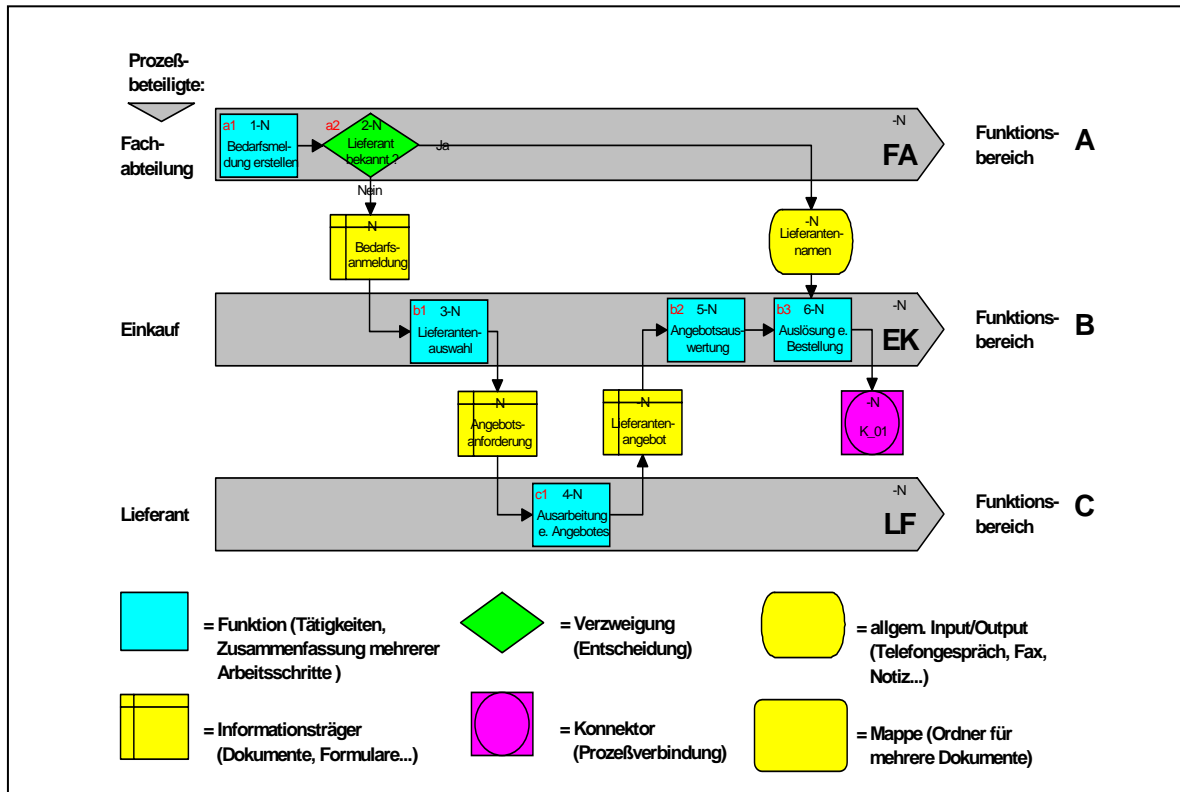 Prozeß-
beteiligte:
Fach-
abteilung
a1 1-N
Bedarfsmel-
dung erstellen
a2 2-N
Lieferant
bekannt ?
Ja
Nein
-N
FA
Funktions-
bereich
A
-N
Bedarfs-
anmeldung
-N
Lieferanten-
namen
Einkauf
b1 3-N
Lieferanten-
auswahl
b2 5-N
Angebotsaus-
wertung
b3 6-N
Auslösung e.
Bestellung
-N
EK
Funktions-
bereich
B
-N
Angebots-
anforderung
-N
Lieferanten-
angebot
-N
K_01
Lieferant
c1 4-N
Ausarbeitung
e. Angebotes
-N
LF
Funktions-
bereich
C
= Funktion (Tätigkeiten,
Zusammenfassung mehrerer
Arbeitsschritte )
= Verzweigung
(Entscheidung)
= allgem. Input/Output
(Telefongespräch, Fax,
Notiz...)
= Informationsträger
(Dokumente, Formulare...)
= Konnektor
(Prozeßverbindung)
= Mappe (Ordner für
mehrere Dokumente)